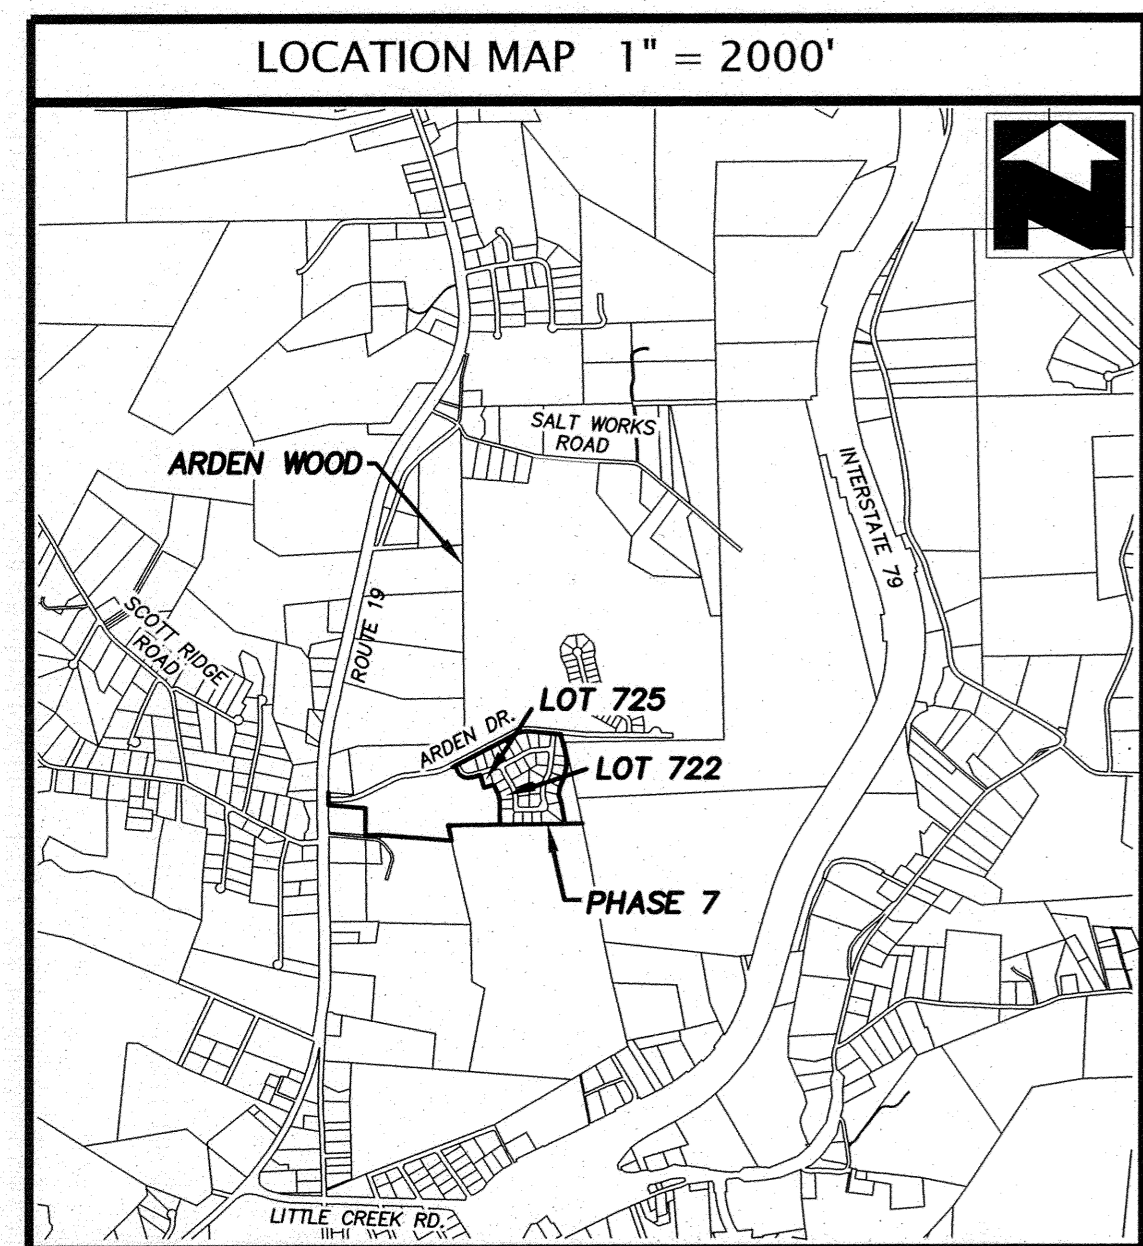 LOCATION MAP 1" = 2000'
N
SALT WORKS
ROAD
ARDEN WOOD
INTERSTATE 79
SCOTT RIDGE
ROAD
ROUTE 19
LOT 725
ARDEN DR.
LOT 722
PHASE 7
LITTLE CREEK RD.